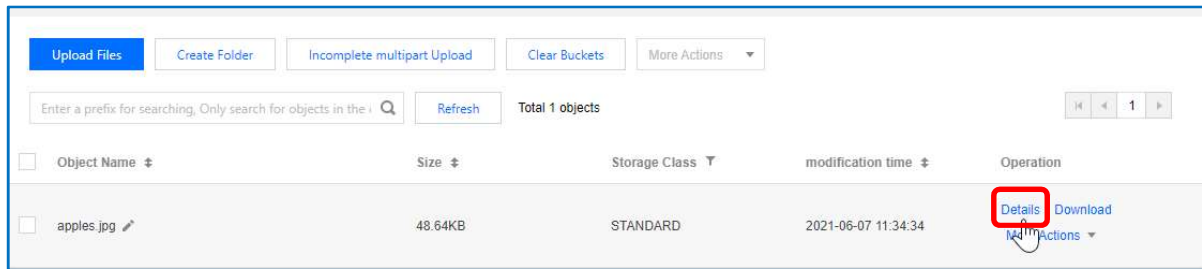 Upload Files Create Folder Incomplete multipart Upload Clear Buckets More Actions
Enter a prefix for searching, Only search for objects in the Refresh Total 1 objects 1
Object Name Size Storage Class modification time Operation
apples.jpg 48.64KB STANDARD 2021-06-07 11:34:34 Details Download
Actions